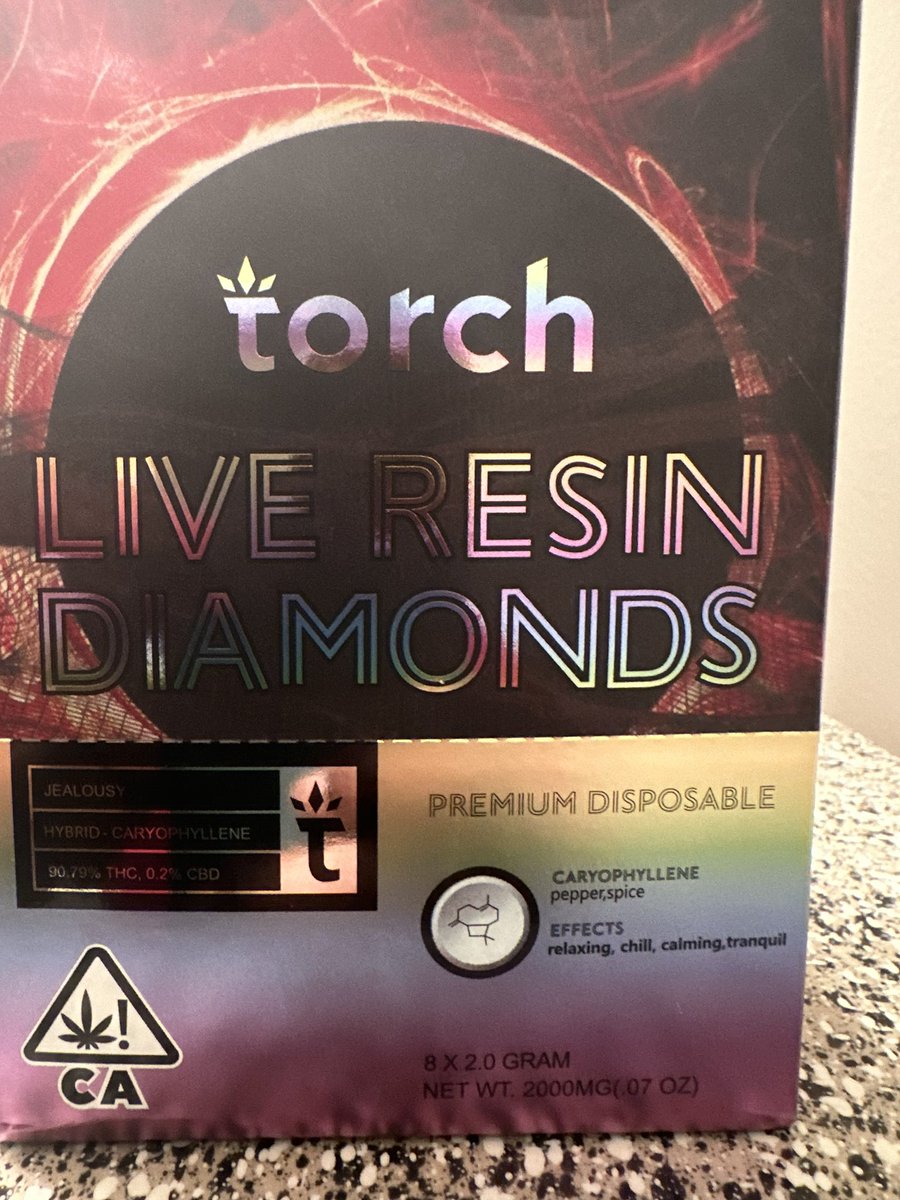 torch
LIVE RESIN
DIAMONDS
JEALOUSY
HYBRID - CARYOPHYLLENE
90.79% THC, 0.2% CBD
t
PREMIUM DISPOSABLE
CARYOPHYLLENE
pepper,spice
EFFECTS
relaxing, chill, calming,tranquil
!
CA
8 X 2.0 GRAM
NET WT. 2000MG(.07 OZ)